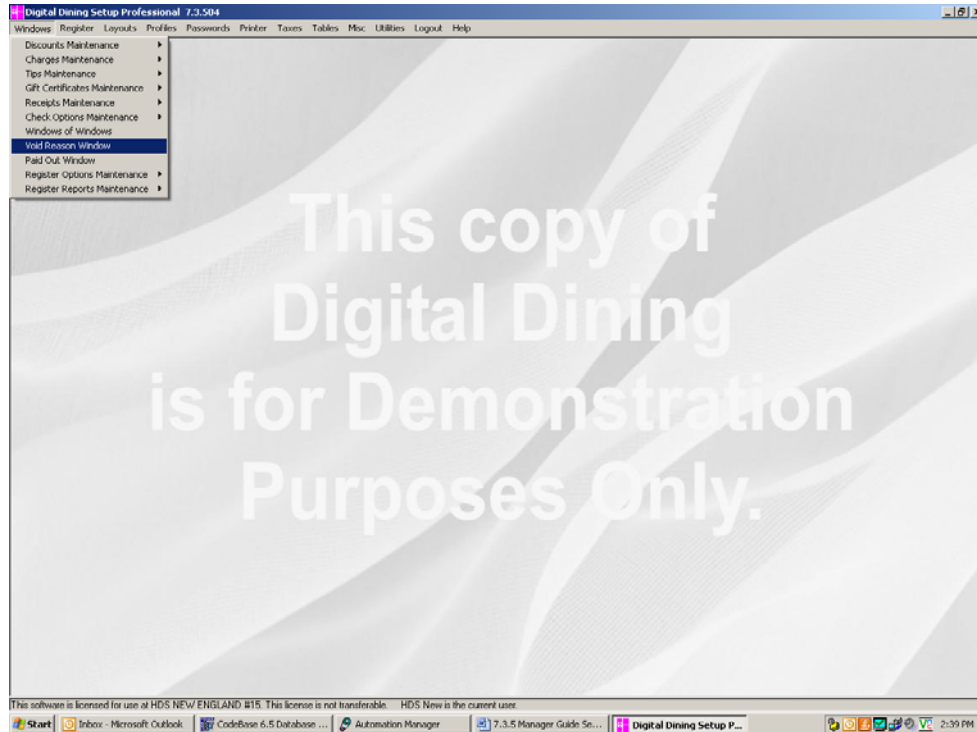 Digital Dining Setup Professional 7.3.504
Windows Register Layouts Profiles Passwords Printer Taxes Tables Misc Utilities Logout Help
Discounts Maintenance
Charges Maintenance
Tips Maintenance
Gift Certificates Maintenance
Receipts Maintenance
Check Options Maintenance
Windows of Windows
Void Reason Window
Paid Out Window
Register Options Maintenance
Register Reports Maintenance
This copy of
Digital Dining
is for Demonstration
Purposes Only.
This software is licensed for use at HDS NEW ENGLAND #15. This license is not transferable. HDS New is the current user.
Start Inbox - Microsoft Outlook CodeBase 6.5 Database ... Automation Manager 7.3.5 Manager Guide Se... Digital Dining Setup P... 2:39 PM